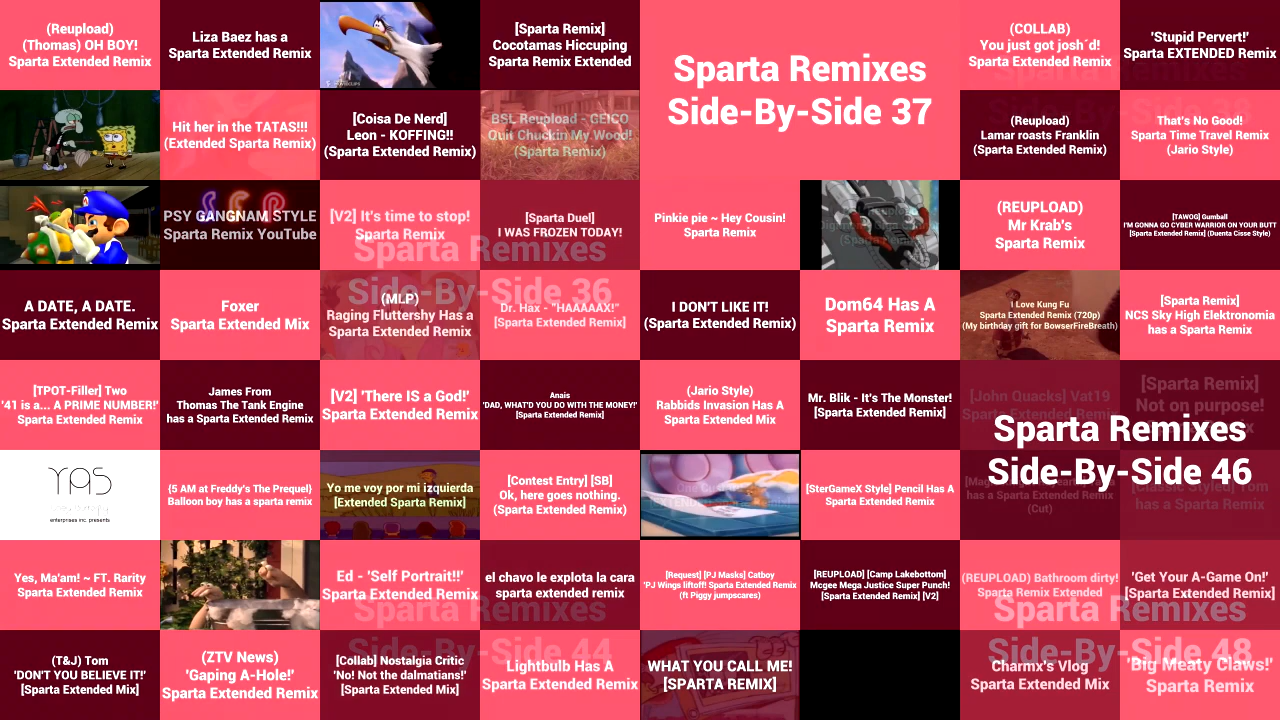 (Reupload)
(Thomas) OH BOY!
Sparta Extended Remix
Liza Baez has a
Sparta Extended Remix
[Sparta Remix]
Cocotamas Hiccuping
Sparta Remix Extended
Sparta Remixes
Side-By-Side 37
(COLLAB)
You just got josh´d!
Sparta Extended Remix
'Stupid Pervert!'
Sparta EXTENDED Remix
Hit her in the TATAS!!!
(Extended Sparta Remix)
[Coisa De Nerd]
Leon - KOFFING!!
(Sparta Extended Remix)
BSL Reupload - GEICO
Quit Chuckin My Wood!
(Sparta Remix)
(Reupload)
Lamar roasts Franklin
(Sparta Extended Remix)
That's No Good!
Sparta Time Travel Remix
(Jario Style)
PSY GANGNAM STYLE
Sparta Remix YouTube
[V2] It's time to stop!
Sparta Remix
[Sparta Duel]
I WAS FROZEN TODAY!
Sparta Remixes
Side-By-Side 36
Pinkie pie ~ Hey Cousin!
Sparta Remix
(REUPLOAD)
Mr Krab's
Sparta Remix
[TAWOG] Gumball
I'M GONNA GO CYBER WARRIOR ON YOUR BUTT
[Sparta Extended Remix] (Duenta Cisse Style)
A DATE, A DATE.
Sparta Extended Remix
Foxer
Sparta Extended Mix
(MLP)
Raging Fluttershy Has a
Sparta Extended Remix
Dr. Hax - "HAAAAAX!"
[Sparta Extended Remix]
I DON'T LIKE IT!
(Sparta Extended Remix)
Dom64 Has A
Sparta Remix
I Love Kung Fu
Sparta Extended Remix (720p)
(My birthday gift for BowserFireBreath)
[Sparta Remix]
NCS Sky High Elektronomia
has a Sparta Remix
[TPOT-Filler] Two
'41 is a... A PRIME NUMBER!'
Sparta Extended Remix
James From
Thomas The Tank Engine
has a Sparta Extended Remix
[V2] 'There IS a God!'
Sparta Extended Remix
Anais
'DAD, WHAT'D YOU DO WITH THE MONEY!'
[Sparta Extended Remix]
(Jario Style)
Rabbids Invasion Has A
Sparta Extended Mix
Mr. Blik - It's The Monster!
[Sparta Extended Remix]
[John Quacks] Vat19
Sparta Extended Remix
[Sparta Remix]
Not on purpose!
Sparta Remixes
Side-By-Side 46
YAS
enterprises inc. presents
{5 AM at Freddy's The Prequel}
Balloon boy has a sparta remix
Yo me voy por mi izquierda
[Extended Sparta Remix]
[Contest Entry] [SB]
Ok, here goes nothing.
(Sparta Extended Remix)
[SterGameX Style] Pencil Has A
Sparta Extended Remix
has a Sparta Extended Remix
(Cut)
[Classic Styled] Tom
has a Sparta Remix
Yes, Ma'am! ~ FT. Rarity
Sparta Extended Remix
Ed - 'Self Portrait!!'
Sparta Extended Remix
el chavo le explota la cara
sparta extended remix
[Request] [PJ Masks] Catboy
'PJ Wings liftoff! Sparta Extended Remix
(ft Piggy jumpscares)
[REUPLOAD] [Camp Lakebottom]
Mcgee Mega Justice Super Punch!
[Sparta Extended Remix] [V2]
(REUPLOAD) Bathroom dirty!
Sparta Remix Extended
'Get Your A-Game On!'
[Sparta Extended Remix]
Sparta Remixes
Side-By-Side 44
Sparta Remixes
Side-By-Side 48
(T&J) Tom
'DON'T YOU BELIEVE IT!'
[Sparta Extended Mix]
(ZTV News)
'Gaping A-Hole!'
Sparta Extended Remix
[Collab] Nostalgia Critic
'No! Not the dalmatians!'
[Sparta Extended Mix]
Lightbulb Has A
Sparta Extended Remix
WHAT YOU CALL ME!
[SPARTA REMIX]
Charmx's Vlog
Sparta Extended Mix
'Big Meaty Claws!'
Sparta Remix